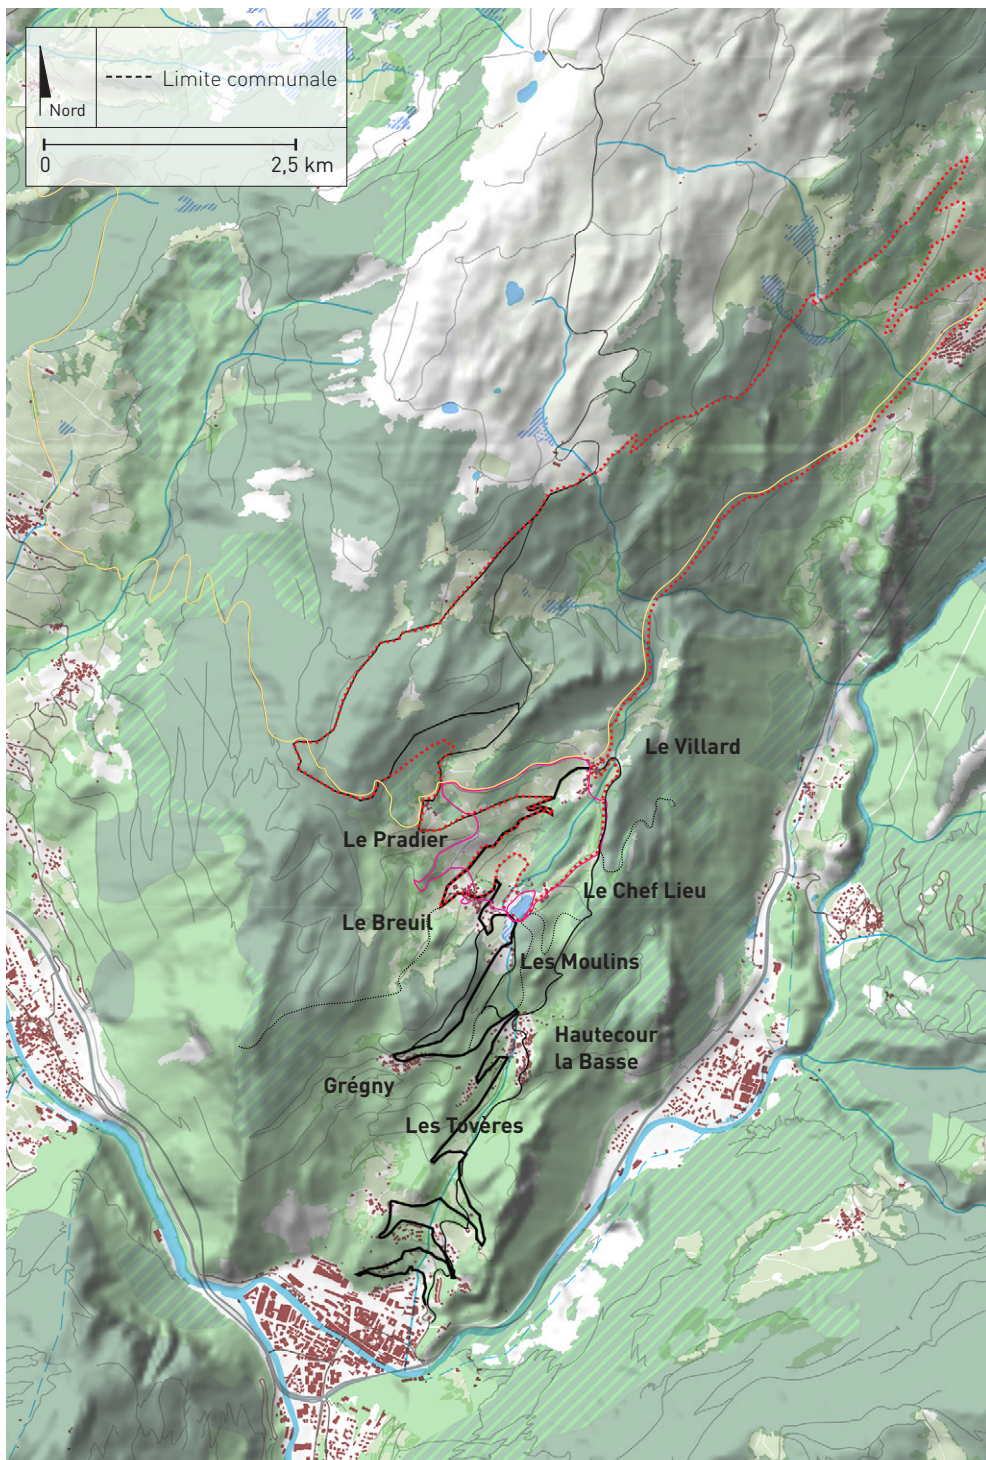 Limite communale
Nord
0
2,5 km
Le Villard
Le Pradier
Le Chef Lieu
Le Breuil
Les Moulins
Hautecour
la Basse
Grégny
Les Tovères